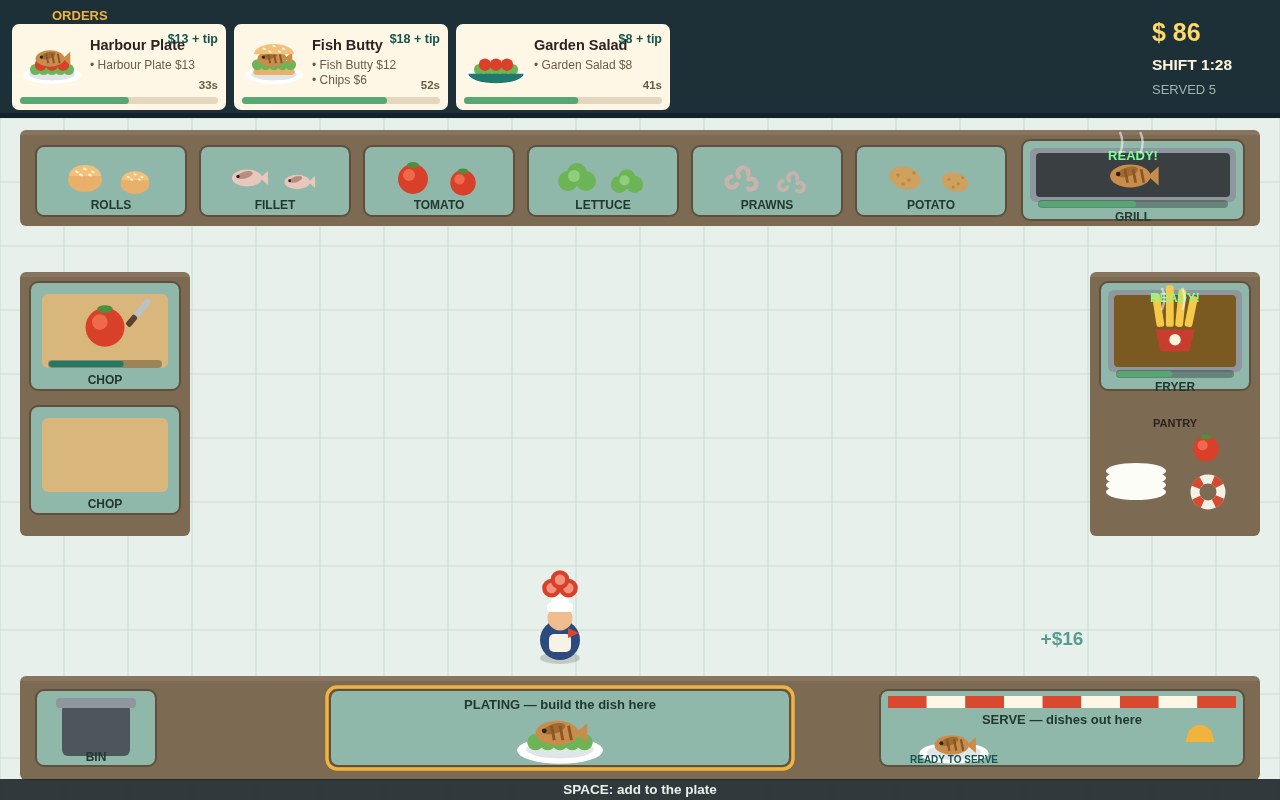 ORDERS
Harbour Plate $13 + tip
• Harbour Plate $13
33s
Fish Butty $18 + tip
• Fish Butty $12
• Chips $6
52s
Garden Salad $8 + tip
• Garden Salad $8
41s
$ 86
SHIFT 1:28
SERVED 5
ROLLS
FILLET
TOMATO
LETTUCE
PRAWNS
POTATO
READY!
GRILL
CHOP
CHOP
READY!
FRYER
PANTRY
+$16
BIN
PLATING — build the dish here
SERVE — dishes out here
READY TO SERVE
SPACE: add to the plate